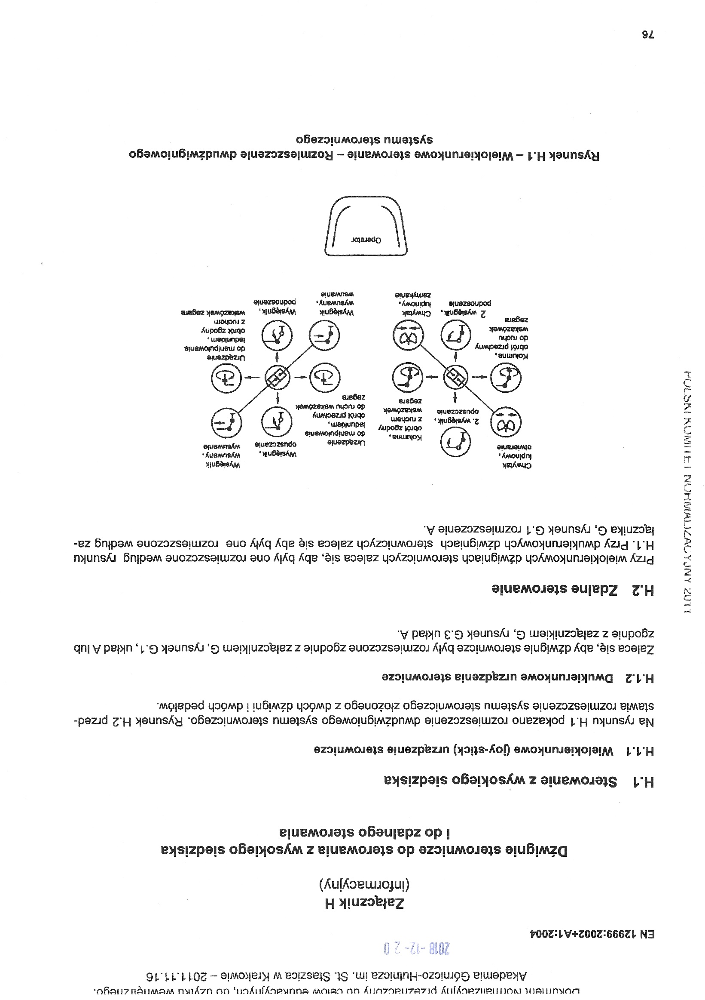 Dokument Normalizacyjny przeznaczony do celów edukacyjnych, do użytku wewnętrznego.
Akademia Górniczo-Hutnicza im. St. Staszica w Krakowie – 2011.11.16
2018 -12- 2 0
EN 12999:2002+A1:2004
Załącznik H
(informacyjny)
Dźwignie sterownicze do sterowania z wysokiego siedziska
i do zdalnego sterowania
H.1 Sterowanie z wysokiego siedziska
H.1.1 Wielokierunkowe (joy-stick) urządzenie sterownicze
Na rysunku H.1 pokazano rozmieszczenie dwudźwigniowego systemu sterowniczego. Rysunek H.2 przed-
stawia rozmieszczenie systemu sterowniczego złożonego z dwóch dźwigni i dwóch pedałów.
H.1.2 Dwukierunkowe urządzenia sterownicze
Zaleca się, aby dźwignie sterownicze były rozmieszczone zgodnie z załącznikiem G, rysunek G.1, układ A lub
zgodnie z załącznikiem G, rysunek G.3 układ A.
H.2 Zdalne sterowanie
Przy wielokierunkowych dźwigniach sterowniczych zaleca się, aby były one rozmieszczone według rysunku
H.1. Przy dwukierunkowych dźwigniach sterowniczych zaleca się aby były one rozmieszczone według za-
łącznika G, rysunek G.1 rozmieszczenie A.
Chwytak
łupinowy,
otwieranie
2. wysięgnik,
opuszczanie
Kolumna,
obrót zgodny
z ruchem
wskazówek
zegara
Urządzenie
do manipulowania
ładunkiem,
obrót przeciwny
do ruchu wskazówek
zegara
Wysięgnik,
opuszczanie
Wysięgnik
wysuwany,
wysuwanie
Kolumna,
obrót przeciwny
do ruchu
wskazówek
zegara
2 wysięgnik,
podnoszenie
Chwytak
łupinowy,
zamykanie
Wysięgnik
wysuwany,
wsuwanie
Wysięgnik,
podnoszenie
Urządzenie
do manipulowania
ładunkiem,
obrót zgodny
z ruchem
wskazówek zegara
Operator
Rysunek H.1 – Wielokierunkowe sterowanie – Rozmieszczenie dwudźwigniowego
systemu sterowniczego
76
POLSKI KOMITET NORMALIZACYJNY 2011